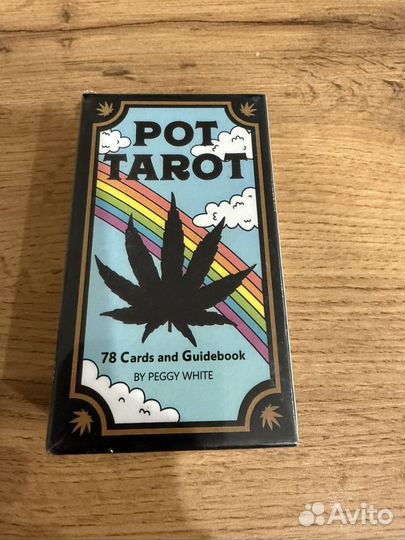 POT
TAROT
78 Cards and Guidebook
BY PEGGY WHITE
Avito